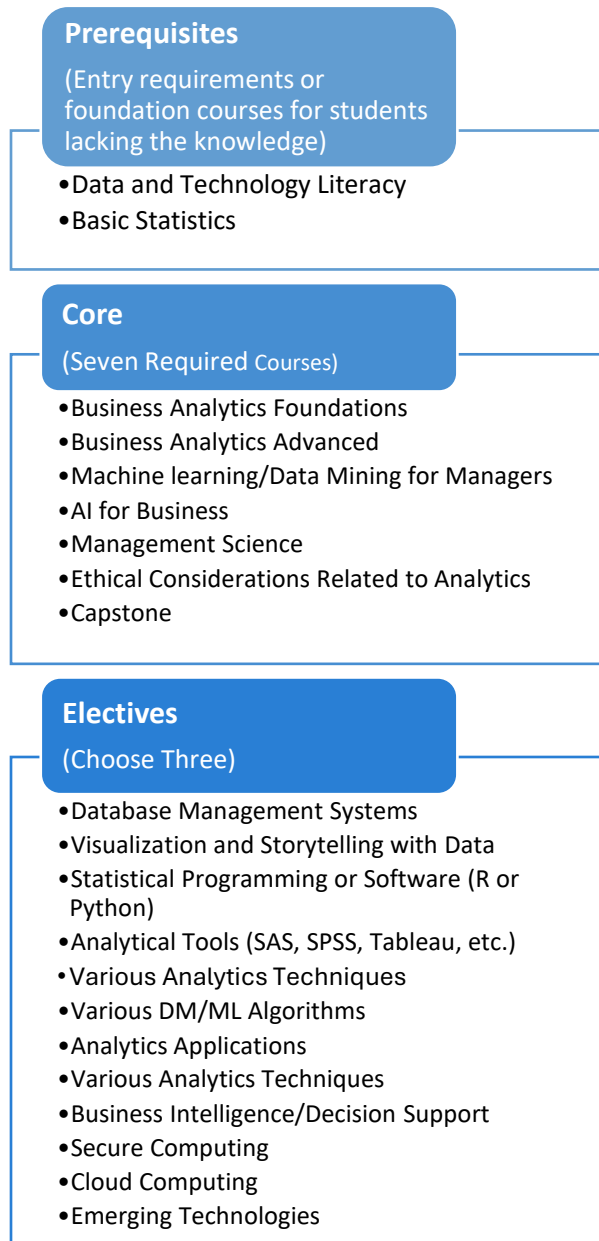 Prerequisites
(Entry requirements or
foundation courses for students
lacking the knowledge)
•Data and Technology Literacy
•Basic Statistics
Core
(Seven Required Courses)
•Business Analytics Foundations
•Business Analytics Advanced
•Machine learning/Data Mining for Managers
•AI for Business
•Management Science
•Ethical Considerations Related to Analytics
•Capstone
Electives
(Choose Three)
•Database Management Systems
•Visualization and Storytelling with Data
•Statistical Programming or Software (R or
Python)
•Analytical Tools (SAS, SPSS, Tableau, etc.)
•Various Analytics Techniques
•Various DM/ML Algorithms
•Analytics Applications
•Various Analytics Techniques
•Business Intelligence/Decision Support
•Secure Computing
•Cloud Computing
•Emerging Technologies